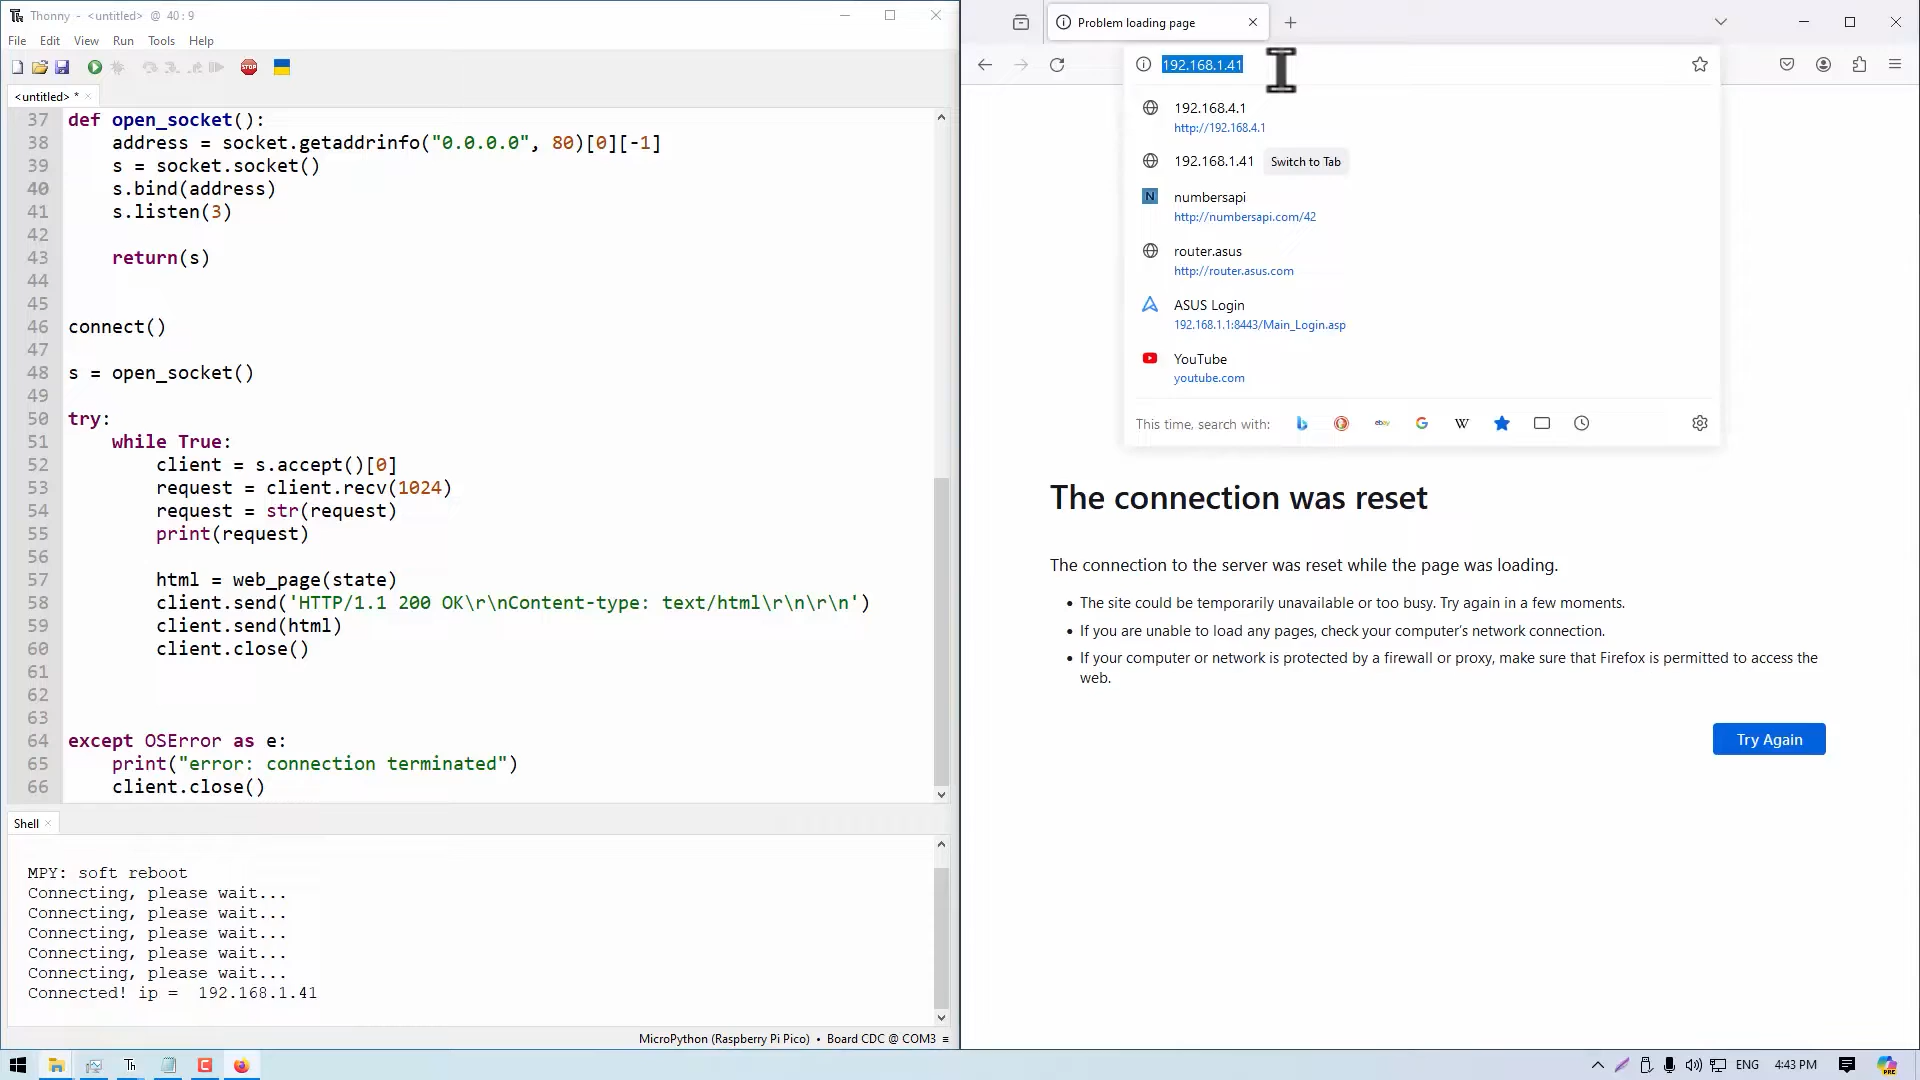 Thonny - <untitled> @ 40 : 9
File Edit View Run Tools Help
<untitled> *
37 def open_socket():
38 address = socket.getaddrinfo("0.0.0.0", 80)[0][-1]
39 s = socket.socket()
40 s.bind(address)
41 s.listen(3)
42
43 return(s)
44
45
46 connect()
47
48 s = open_socket()
49
50 try:
51 while True:
52 client = s.accept()[0]
53 request = client.recv(1024)
54 request = str(request)
55 print(request)
56
57 html = web_page(state)
58 client.send('HTTP/1.1 200 OK\r\nContent-type: text/html\r\n\r\n')
59 client.send(html)
60 client.close()
61
62
63
64 except OSError as e:
65 print("error: connection terminated")
66 client.close()
Shell
MPY: soft reboot
Connecting, please wait...
Connecting, please wait...
Connecting, please wait...
Connecting, please wait...
Connecting, please wait...
Connected! ip =  192.168.1.41
MicroPython (Raspberry Pi Pico) • Board CDC @ COM3 ≡
Problem loading page
192.168.1.41
192.168.4.1
http://192.168.4.1
192.168.1.41 Switch to Tab
N numbersapi
http://numbersapi.com/42
router.asus
http://router.asus.com
ASUS Login
192.168.1.1:8443/Main_Login.asp
YouTube
youtube.com
This time, search with: ebay G W
The connection was reset
The connection to the server was reset while the page was loading.
• The site could be temporarily unavailable or too busy. Try again in a few moments.
• If you are unable to load any pages, check your computer's network connection.
• If your computer or network is protected by a firewall or proxy, make sure that Firefox is permitted to access the
web.
Try Again
Th ENG 4:43 PM PRE